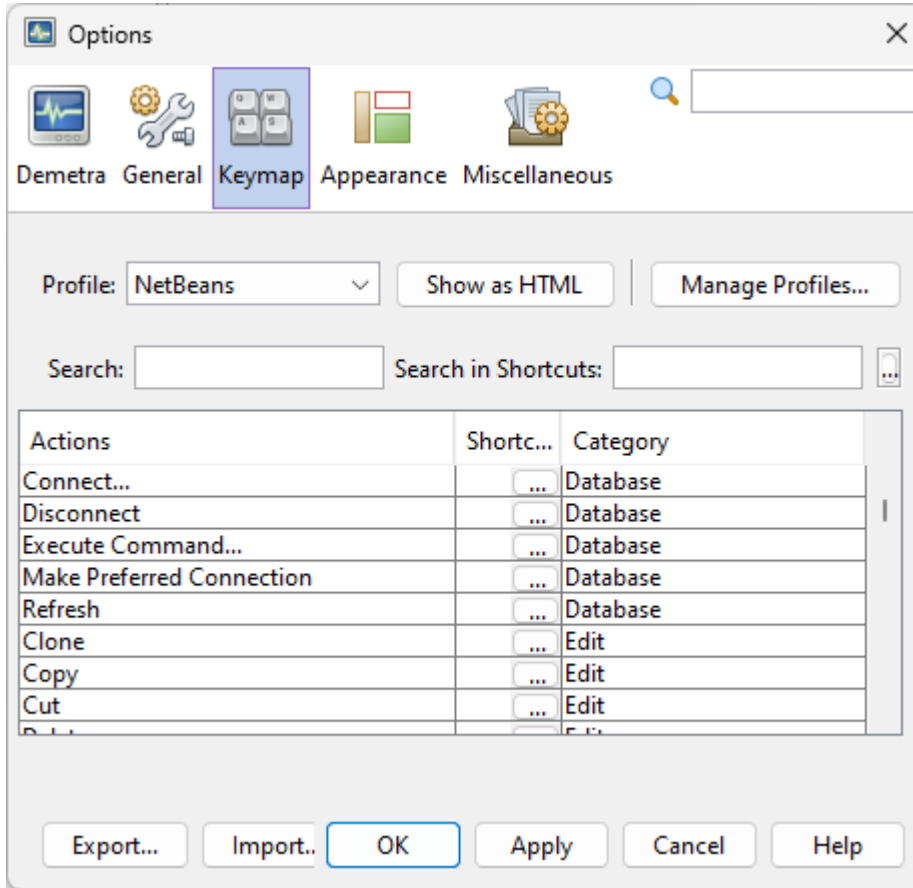 Options
Demetra General Keymap Appearance Miscellaneous
Profile: NetBeans Show as HTML Manage Profiles...
Search: Search in Shortcuts: ...
Actions Shortc... Category
Connect... ... Database
Disconnect ... Database
Execute Command... ... Database
Make Preferred Connection ... Database
Refresh ... Database
Clone ... Edit
Copy ... Edit
Cut ... Edit
Export... Import.. OK Apply Cancel Help